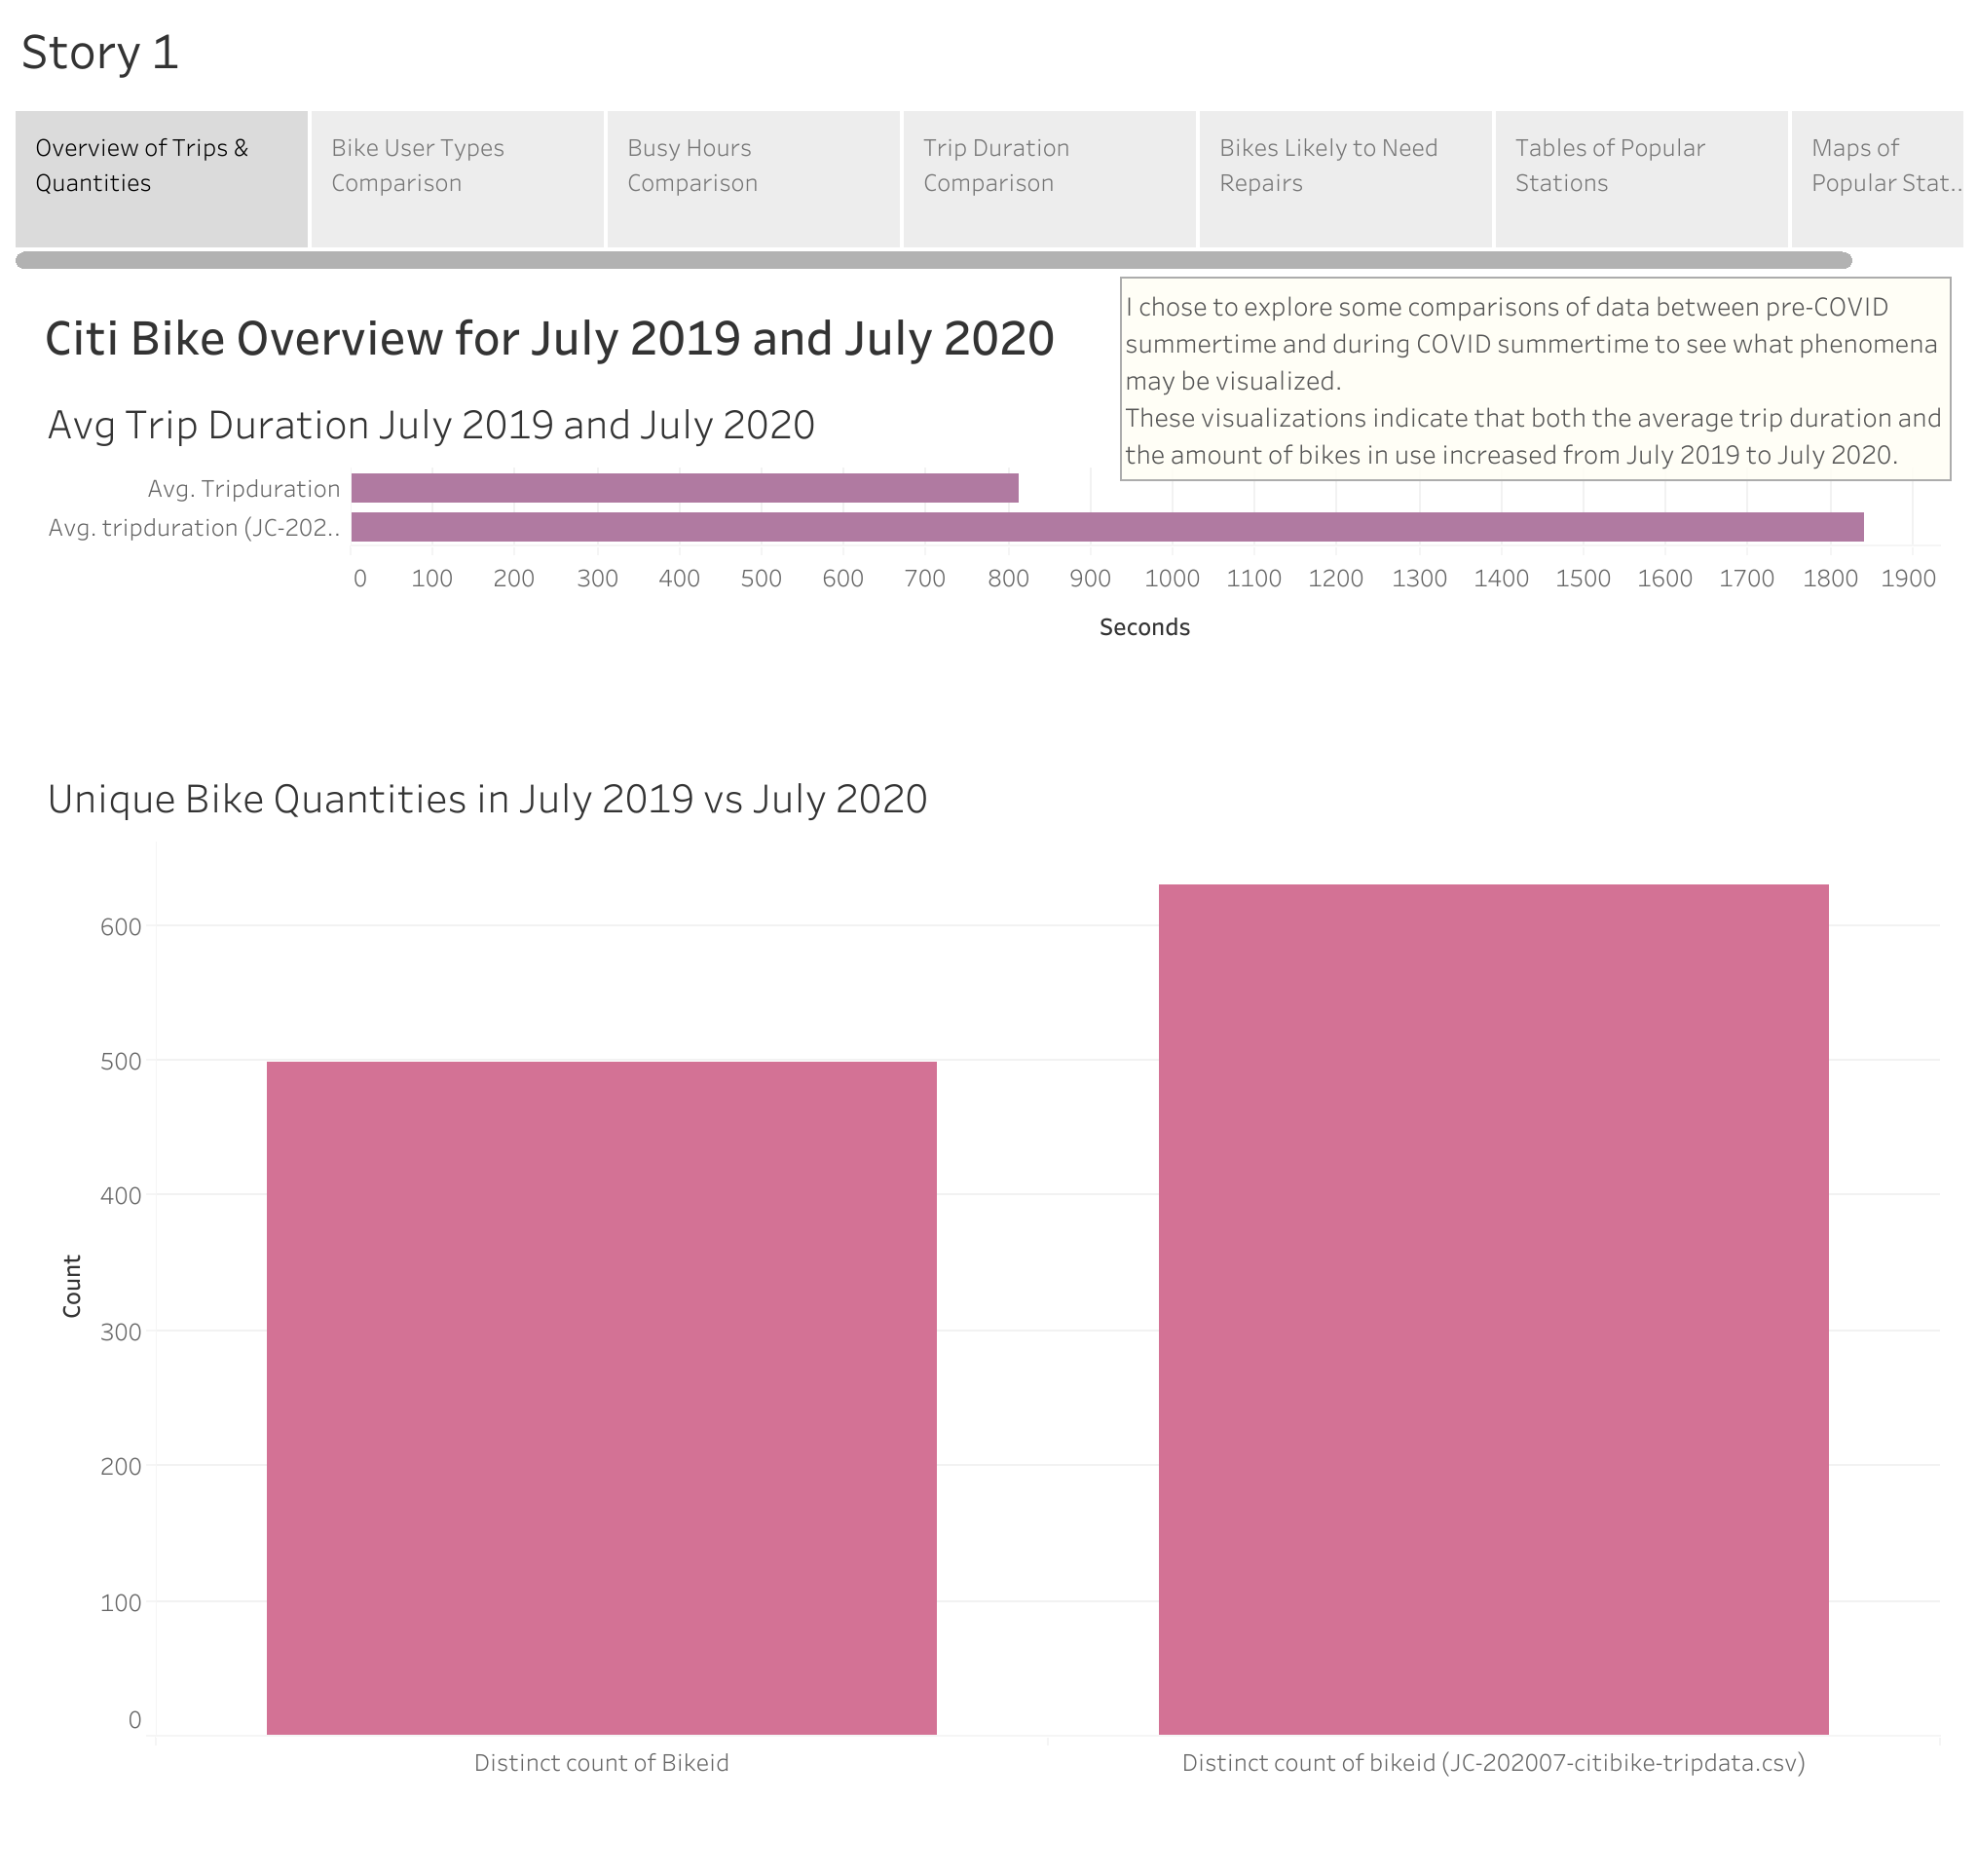 Story 1
Overview of Trips &
Quantities
Bike User Types
Comparison
Busy Hours
Comparison
Trip Duration
Comparison
Bikes Likely to Need
Repairs
Tables of Popular
Stations
Maps of
Popular Stat..
Citi Bike Overview for July 2019 and July 2020
I chose to explore some comparisons of data between pre-COVID
summertime and during COVID summertime to see what phenomena
may be visualized.
These visualizations indicate that both the average trip duration and
the amount of bikes in use increased from July 2019 to July 2020.
Avg Trip Duration July 2019 and July 2020
Avg. Tripduration
Avg. tripduration (JC-202..
0 100 200 300 400 500 600 700 800 900 1000 1100 1200 1300 1400 1500 1600 1700 1800 1900
Seconds
Unique Bike Quantities in July 2019 vs July 2020
600
500
400
300
200
100
0
Count
Distinct count of Bikeid
Distinct count of bikeid (JC-202007-citibike-tripdata.csv)